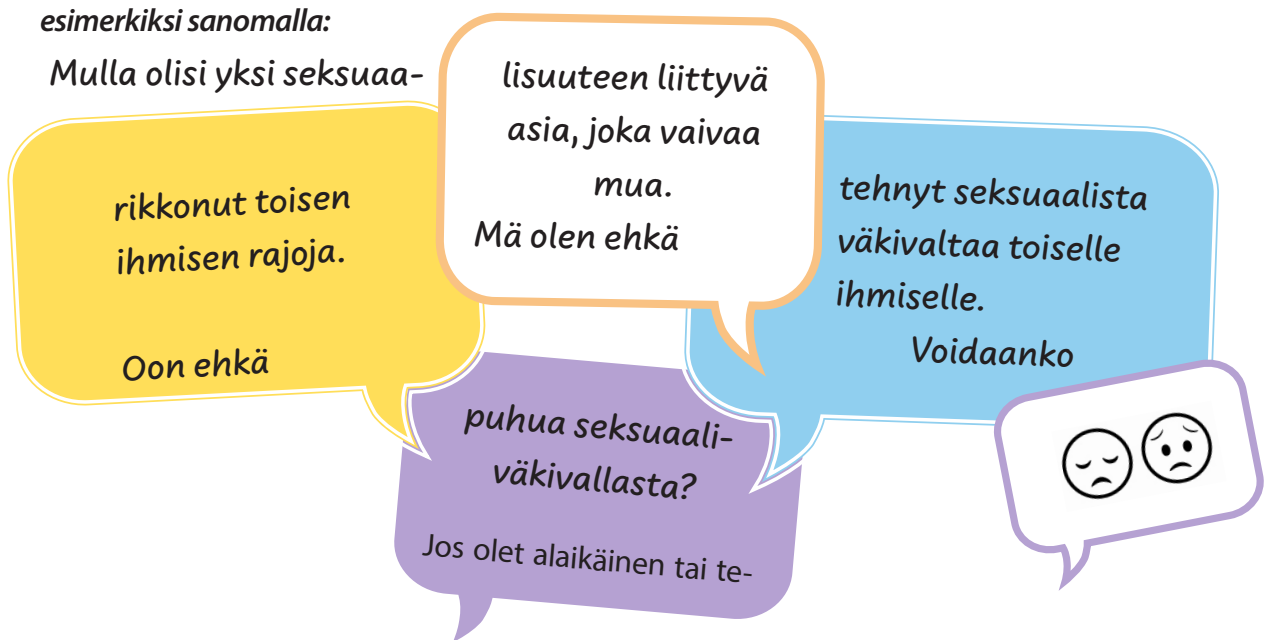 esimerkiksi sanomalla:
Mulla olisi yksi seksuaa-
lisuuteen liittyvä
asia, joka vaivaa
mua.
Mä olen ehkä
rikkonut toisen
ihmisen rajoja.
Oon ehkä
tehnyt seksuaalista
väkivaltaa toiselle
ihmiselle.
Voidaanko
puhua seksuaali-
väkivallasta?
Jos olet alaikäinen tai te-